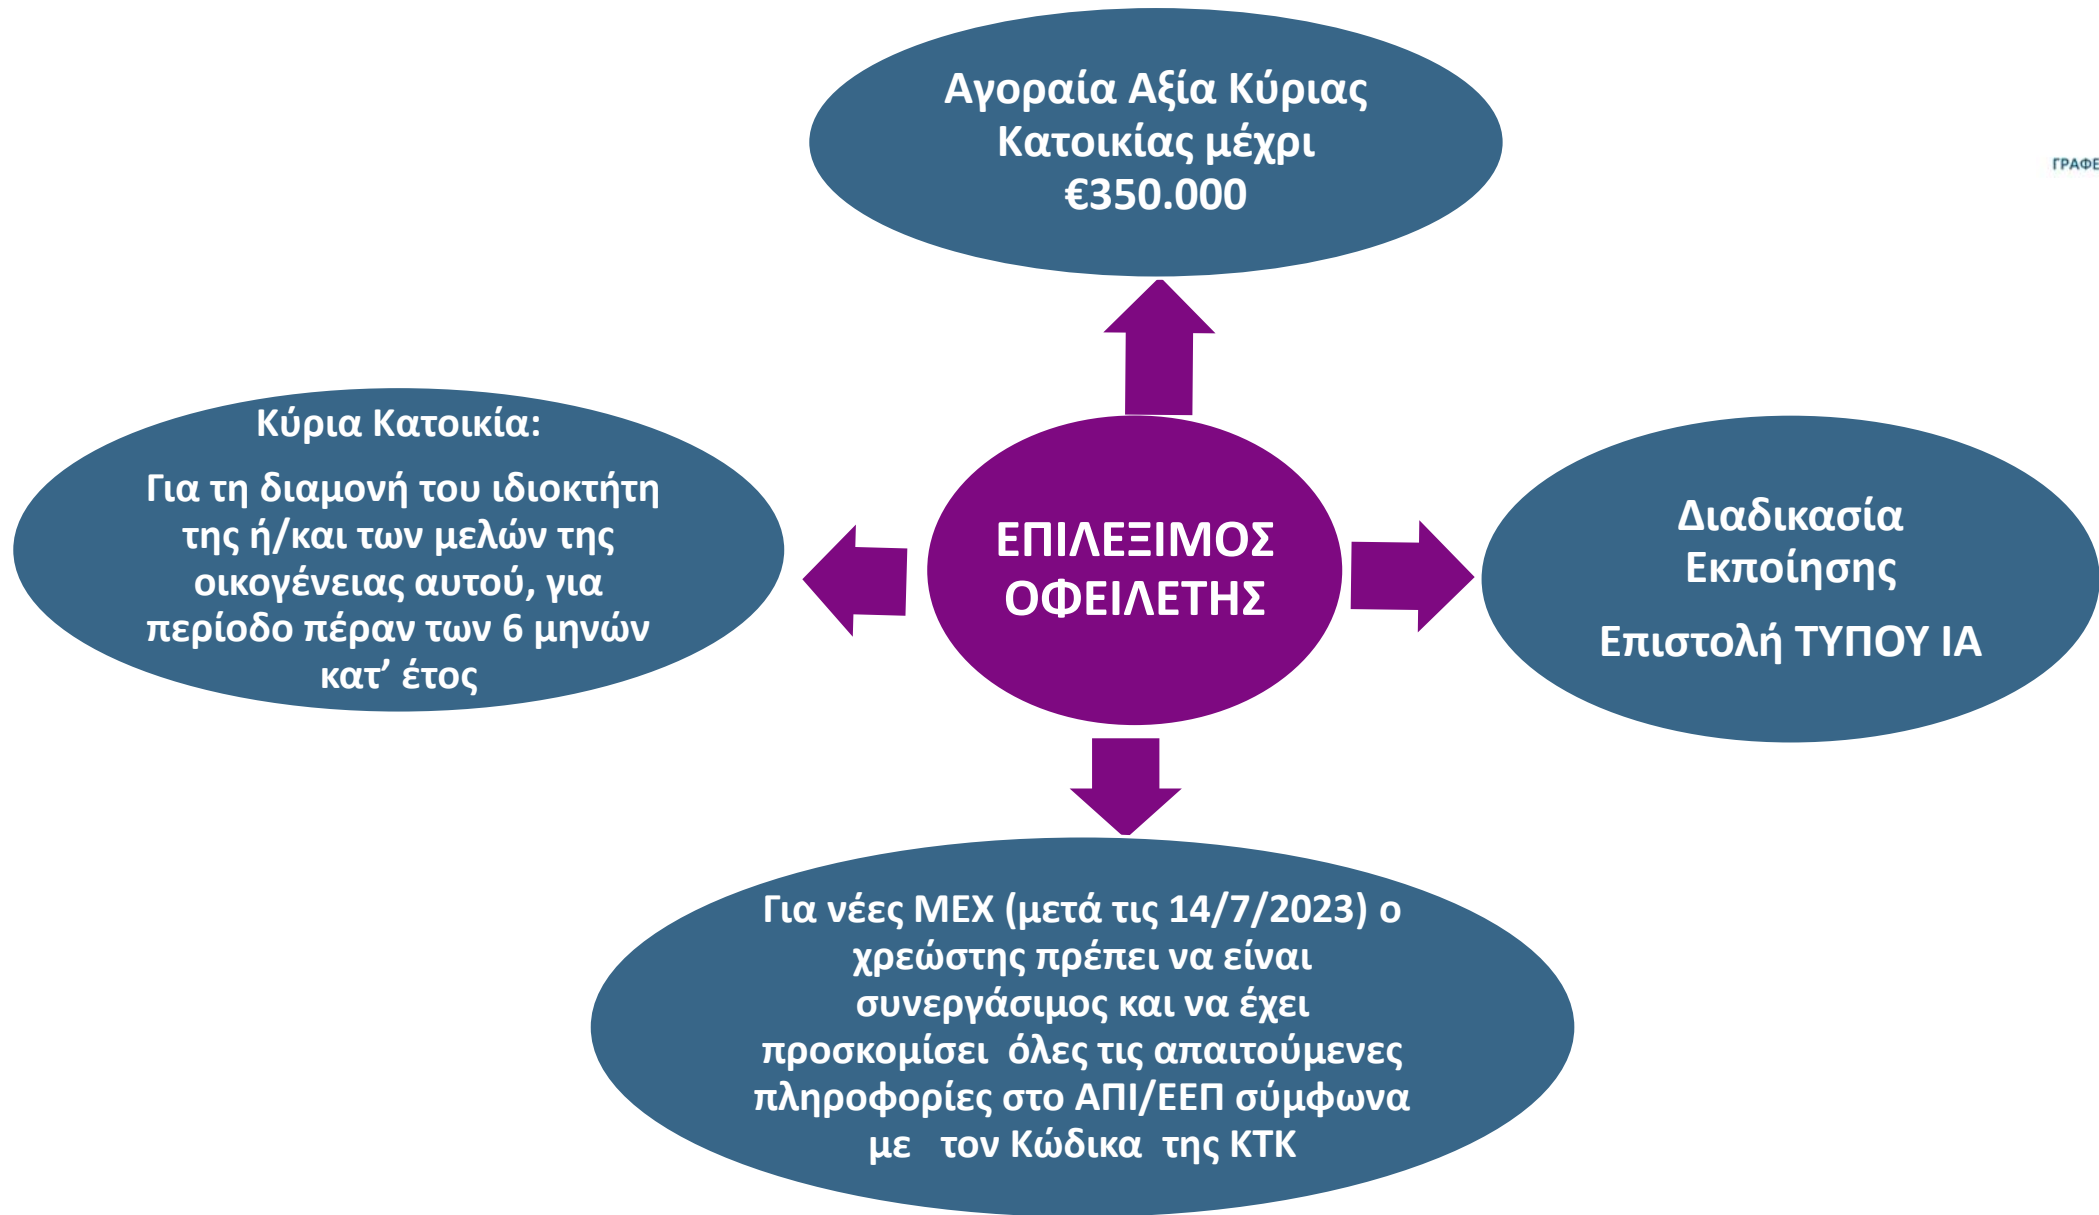 Αγοραία Αξία Κύριας
Κατοικίας μέχρι
€350.000
ΓΡΑΦΕ
Κύρια Κατοικία:
Για τη διαμονή του ιδιοκτήτη
της ή/και των μελών της
οικογένειας αυτού, για
περίοδο πέραν των 6 μηνών
κατ’ έτος
ΕΠΙΛΕΞΙΜΟΣ
ΟΦΕΙΛΕΤΗΣ
Διαδικασία
Εκποίησης
Επιστολή ΤΥΠΟΥ ΙΑ
Για νέες ΜΕΧ (μετά τις 14/7/2023) ο
χρεώστης πρέπει να είναι
συνεργάσιμος και να έχει
προσκομίσει όλες τις απαιτούμενες
πληροφορίες στο ΑΠΙ/ΕΕΠ σύμφωνα
με τον Κώδικα της ΚΤΚ